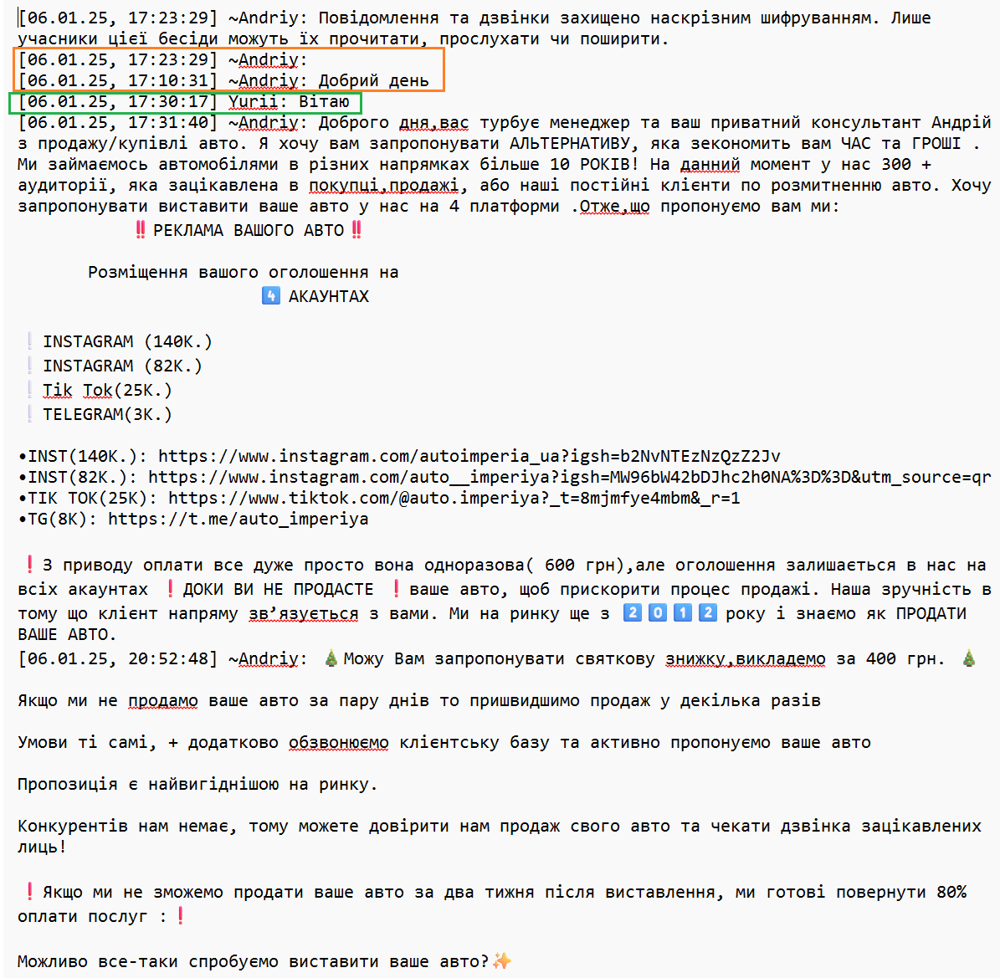 [06.01.25, 17:23:29] ~Andriy: Повідомлення та дзвінки захищено наскрізним шифруванням. Лише
учасники цієї бесіди можуть їх прочитати, прослухати чи поширити.
[06.01.25, 17:23:29] ~Andriy:
[06.01.25, 17:10:31] ~Andriy: Добрий день
[06.01.25, 17:30:17] Yurii: Вітаю
[06.01.25, 17:31:40] ~Andriy: Доброго дня,вас турбує менеджер та ваш приватний консультант Андрій
з продажу/купівлі авто. Я хочу вам запропонувати АЛЬТЕРНАТИВУ, яка зекономить вам ЧАС та ГРОШІ .
Ми займаємось автомобілями в різних напрямках більше 10 РОКІВ! На данний момент у нас 300 +
аудиторії, яка зацікавлена в покупці,продажі, або наші постійні клієнти по розмитненню авто. Хочу
запропонувати виставити ваше авто у нас на 4 платформи .Отже,що пропонуємо вам ми:
‼️РЕКЛАМА ВАШОГО АВТО‼️
Розміщення вашого оголошення на
4️⃣ АКАУНТАХ
❕INSTAGRAM (140К.)
❕INSTAGRAM (82К.)
❕Tik Tok(25К.)
❕TELEGRAM(3К.)
•INST(140К.): https://www.instagram.com/autoimperia_ua?igsh=b2NvNTEzNzQzZ2Jv
•INST(82К.): https://www.instagram.com/auto__imperiya?igsh=MW96bW42bDJhc2h0NA%3D%3D&utm_source=qr
•TIK TOK(25К): https://www.tiktok.com/@auto.imperiya?_t=8mjmfye4mbm&_r=1
•TG(8К): https://t.me/auto_imperiya
❗З приводу оплати все дуже просто вона одноразова( 600 грн),але оголошення залишається в нас на
всіх акаунтах ❗ДОКИ ВИ НЕ ПРОДАСТЕ ❗ваше авто, щоб прискорити процес продажі. Наша зручність в
тому що клієнт напряму зв’язується з вами. Ми на ринку ще з 2️⃣0️⃣1️⃣2️⃣ року і знаємо як ПРОДАТИ
ВАШЕ АВТО.
[06.01.25, 20:52:48] ~Andriy: 🎄Можу Вам запропонувати святкову знижку,викладемо за 400 грн. 🎄
Якщо ми не продамо ваше авто за пару днів то пришвидшимо продаж у декілька разів
Умови ті самі, + додатково обзвонюємо клієнтську базу та активно пропонуємо ваше авто
Пропозиція є найвигіднішою на ринку.
Конкурентів нам немає, тому можете довірити нам продаж свого авто та чекати дзвінка зацікавлених
лиць!
❗Якщо ми не зможемо продати ваше авто за два тижня після виставлення, ми готові повернути 80%
оплати послуг :❗
Можливо все-таки спробуємо виставити ваше авто?✨